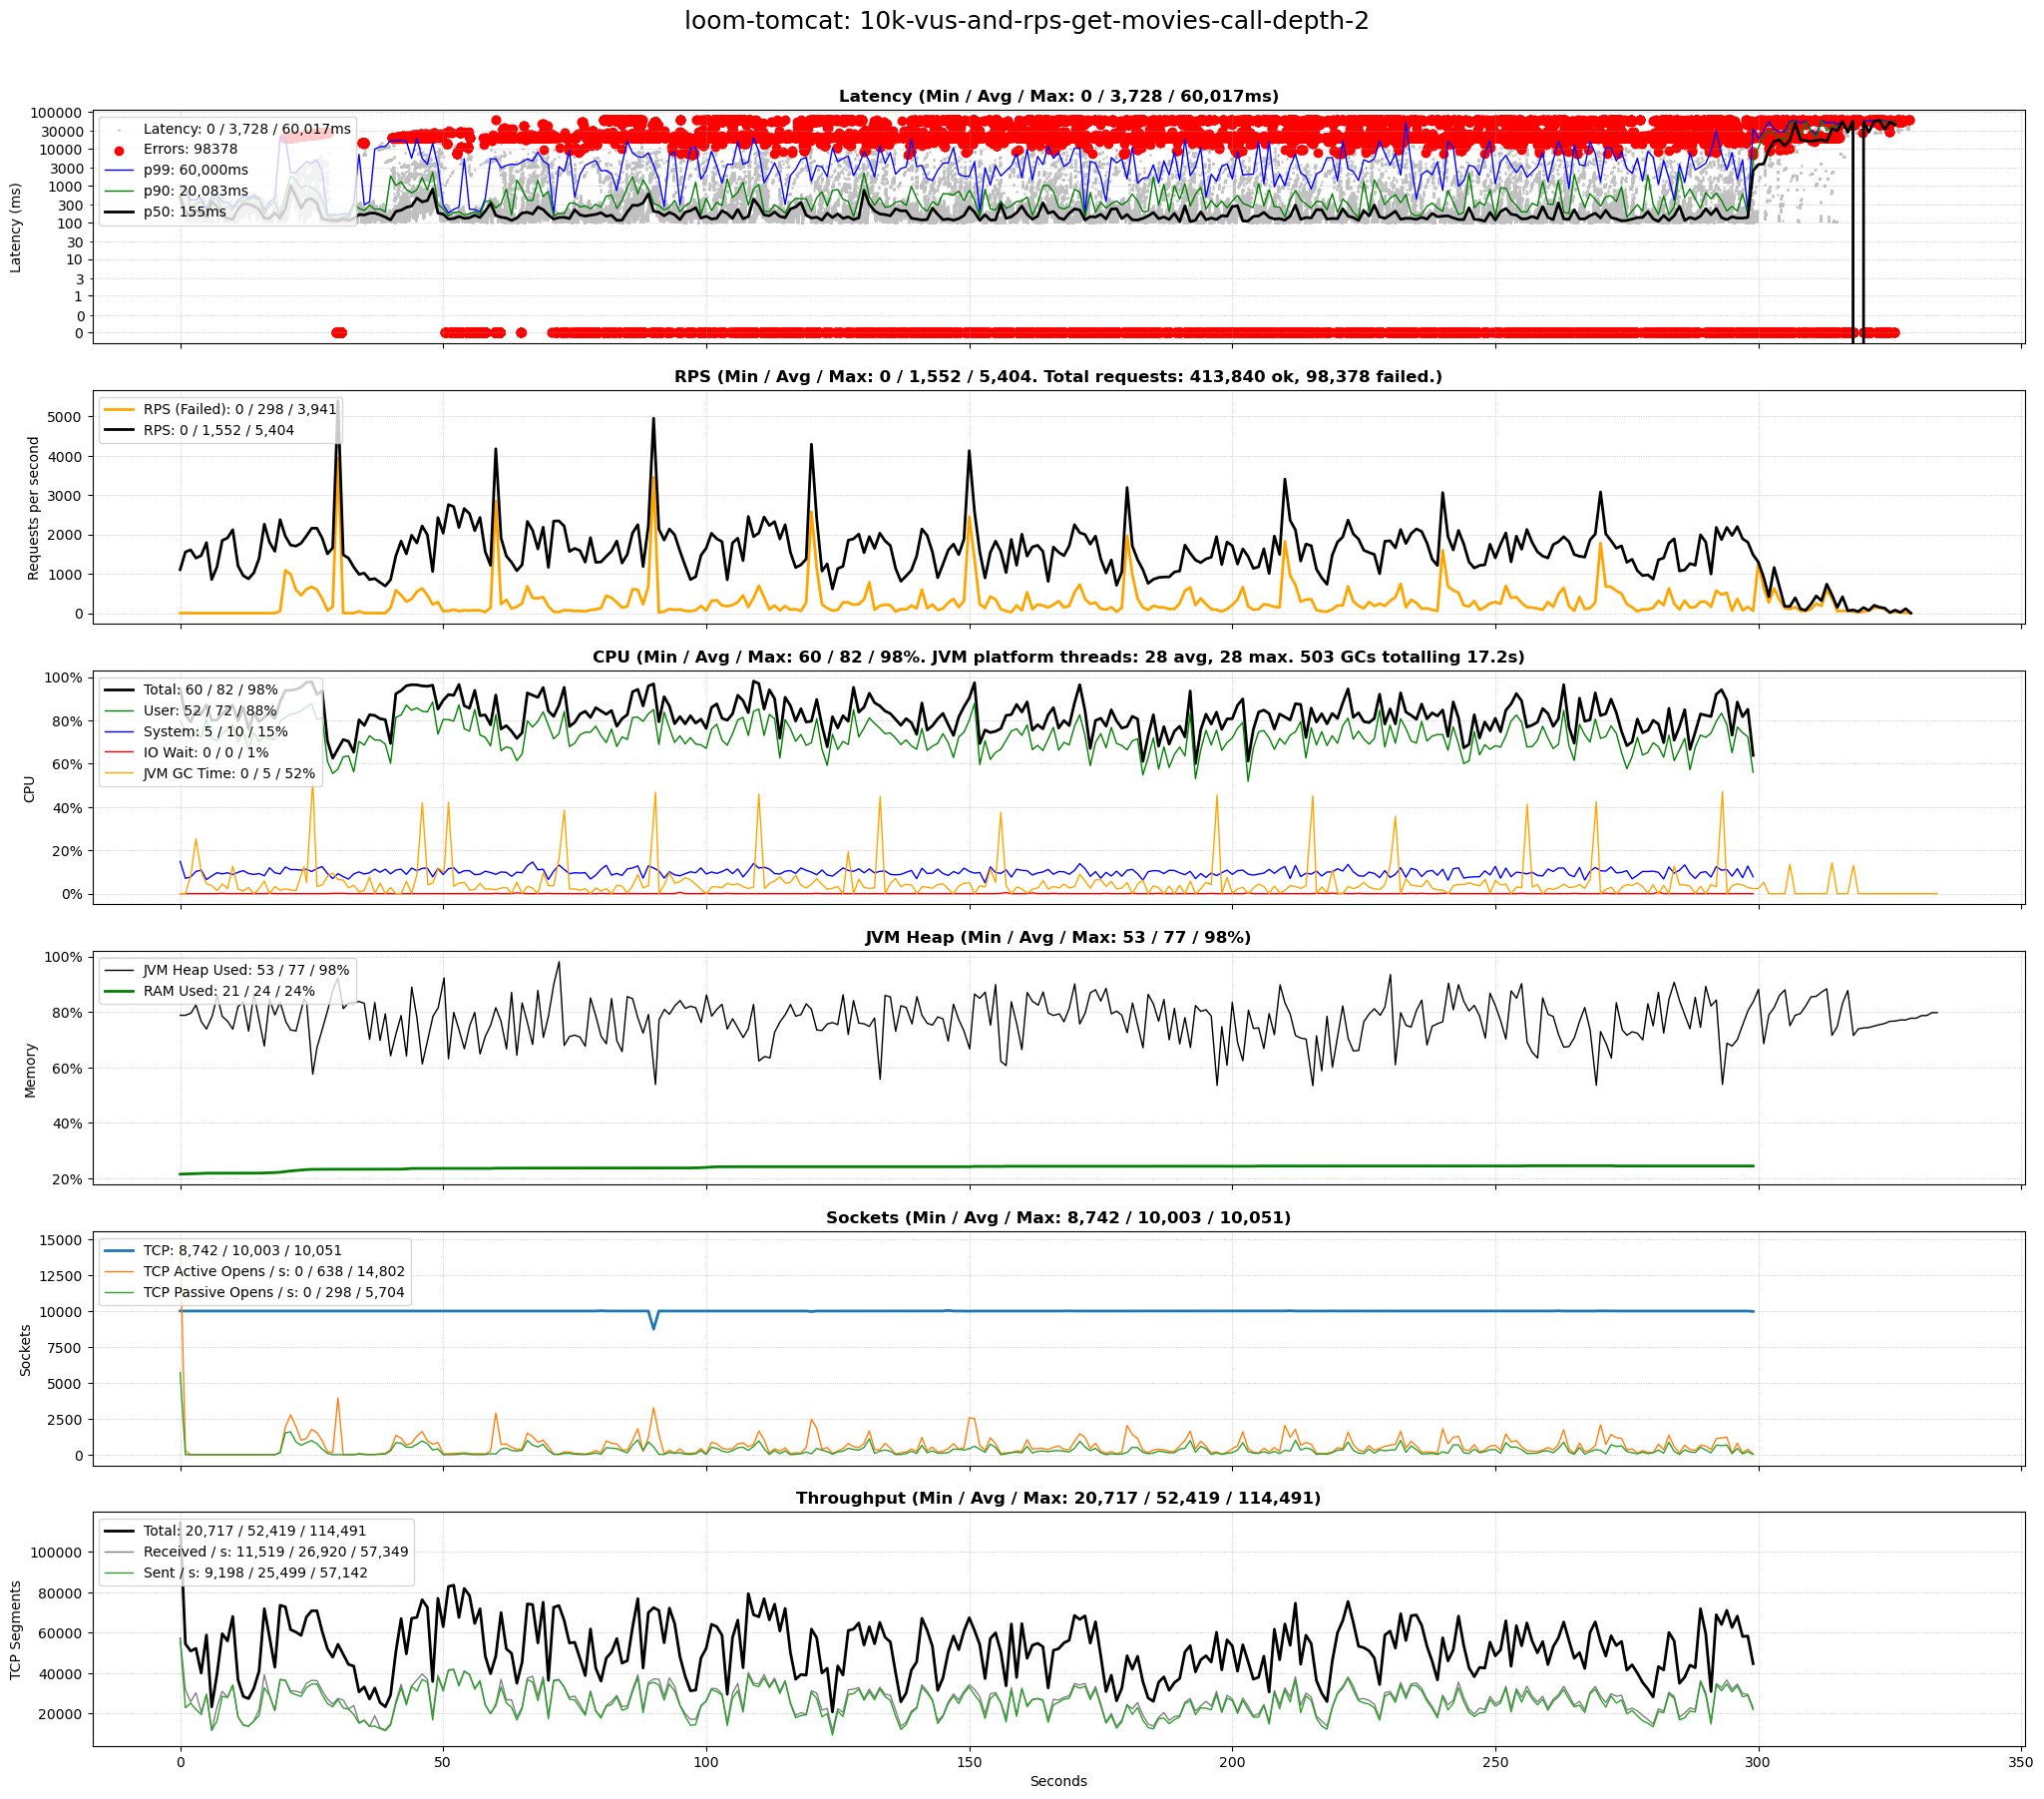 loom-tomcat: 10k-vus-and-rps-get-movies-call-depth-2
Latency (Min / Avg / Max: 0 / 3,728 / 60,017ms)
Latency (ms)
100000
30000
10000
3000
1000
300
100
30
10
3
1
0
0
Latency: 0 / 3,728 / 60,017ms
Errors: 98378
p99: 60,000ms
p90: 20,083ms
p50: 155ms
RPS (Min / Avg / Max: 0 / 1,552 / 5,404. Total requests: 413,840 ok, 98,378 failed.)
Requests per second
5000
4000
3000
2000
1000
0
RPS (Failed): 0 / 298 / 3,941
RPS: 0 / 1,552 / 5,404
CPU (Min / Avg / Max: 60 / 82 / 98%. JVM platform threads: 28 avg, 28 max. 503 GCs totalling 17.2s)
CPU
100%
80%
60%
40%
20%
0%
Total: 60 / 82 / 98%
User: 52 / 72 / 88%
System: 5 / 10 / 15%
IO Wait: 0 / 0 / 1%
JVM GC Time: 0 / 5 / 52%
JVM Heap (Min / Avg / Max: 53 / 77 / 98%)
Memory
100%
80%
60%
40%
20%
JVM Heap Used: 53 / 77 / 98%
RAM Used: 21 / 24 / 24%
Sockets (Min / Avg / Max: 8,742 / 10,003 / 10,051)
Sockets
15000
12500
10000
7500
5000
2500
0
TCP: 8,742 / 10,003 / 10,051
TCP Active Opens / s: 0 / 638 / 14,802
TCP Passive Opens / s: 0 / 298 / 5,704
Throughput (Min / Avg / Max: 20,717 / 52,419 / 114,491)
TCP Segments
100000
80000
60000
40000
20000
Total: 20,717 / 52,419 / 114,491
Received / s: 11,519 / 26,920 / 57,349
Sent / s: 9,198 / 25,499 / 57,142
0 50 100 150 200 250 300 350
Seconds